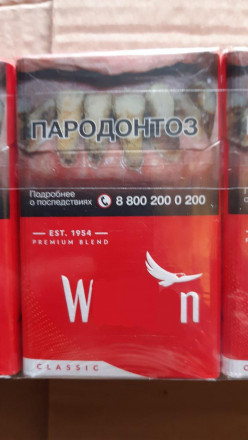 ПАРОДОНТОЗ
Подробнее
о последствиях 8 800 200 0 200
EST. 1954
PREMIUM BLEND
W n
CLASSIC